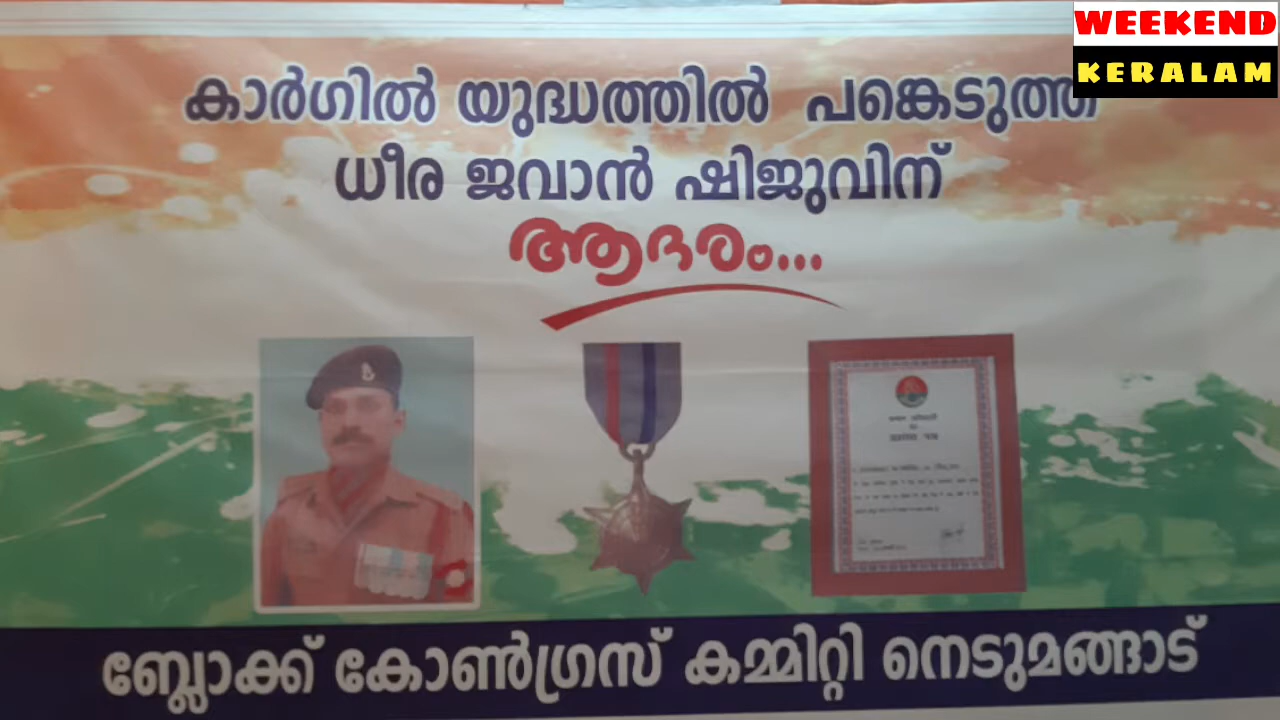 WEEKEND
KERALAM
കാർഗിൽ യുദ്ധത്തിൽ പങ്കെടുത്ത
ധീര ജവാൻ ഷിജുവിന്
ആദരം...
ബ്ലോക്ക് കോൺഗ്രസ് കമ്മിറ്റി നെടുമങ്ങാട്